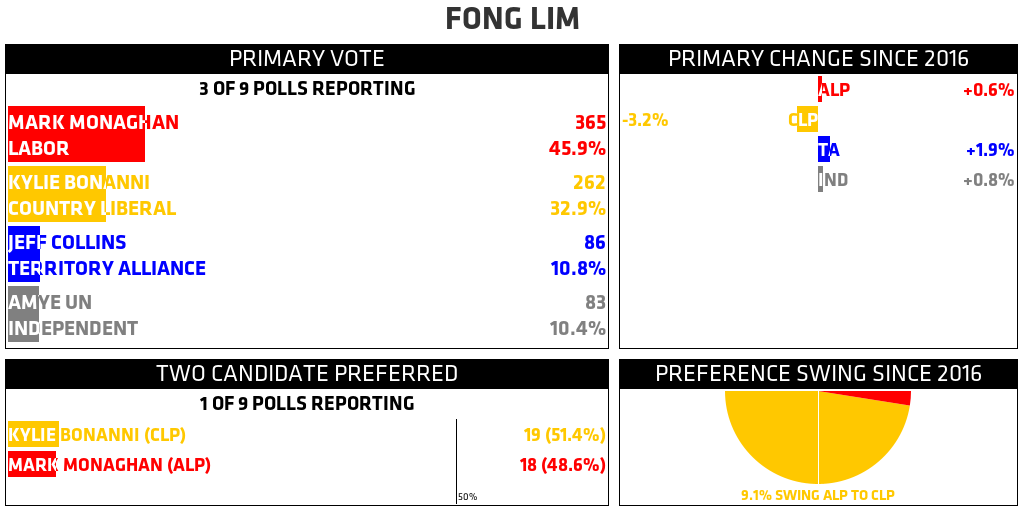 FONG LIM
PRIMARY VOTE
3 OF 9 POLLS REPORTING
MARK MONAGHAN 365
LABOR 45.9%
KYLIE BONANNI 262
COUNTRY LIBERAL 32.9%
JEFF COLLINS 86
TERRITORY ALLIANCE 10.8%
AMYE UN 83
INDEPENDENT 10.4%
PRIMARY CHANGE SINCE 2016
ALP +0.6%
-3.2% CLP
TA +1.9%
IND +0.8%
TWO CANDIDATE PREFERRED
1 OF 9 POLLS REPORTING
KYLIE BONANNI (CLP) 19 (51.4%)
MARK MONAGHAN (ALP) 18 (48.6%)
50%
PREFERENCE SWING SINCE 2016
9.1% SWING ALP TO CLP